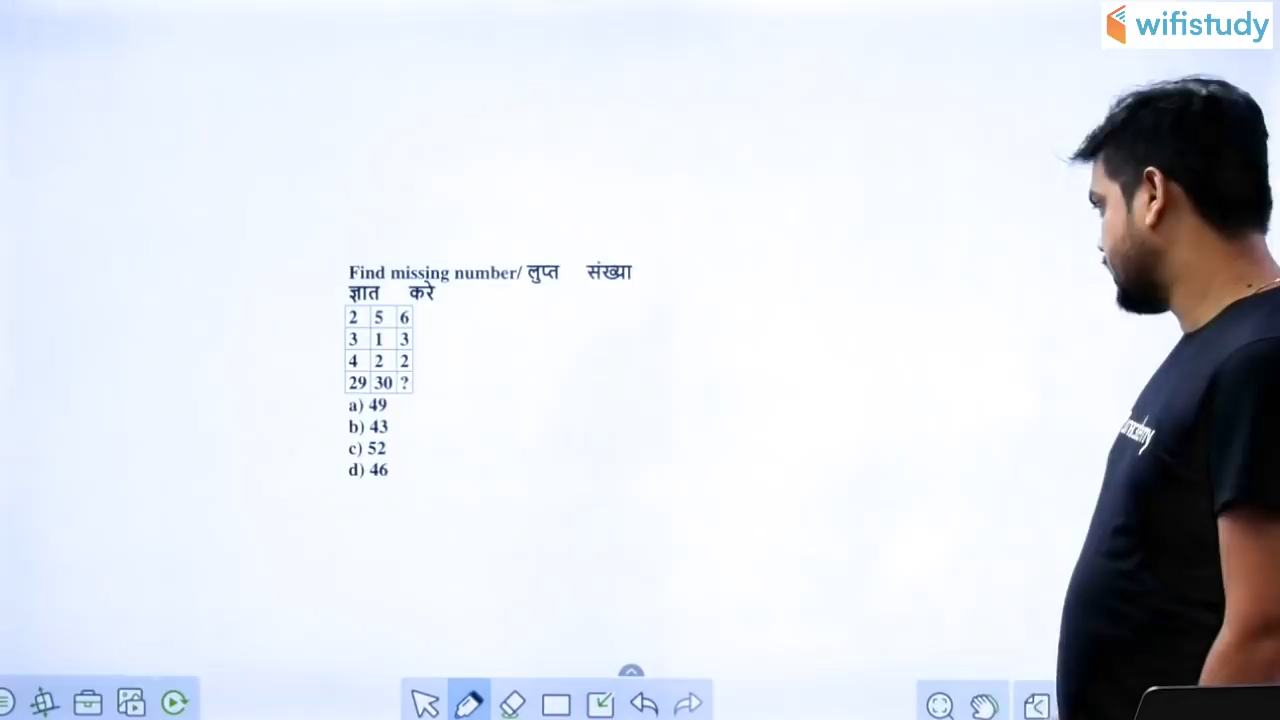 wifistudy
Find missing number/ लुप्त संख्या
ज्ञात करे
2 5 6
3 1 3
4 2 2
29 30 ?
a) 49
b) 43
c) 52
d) 46